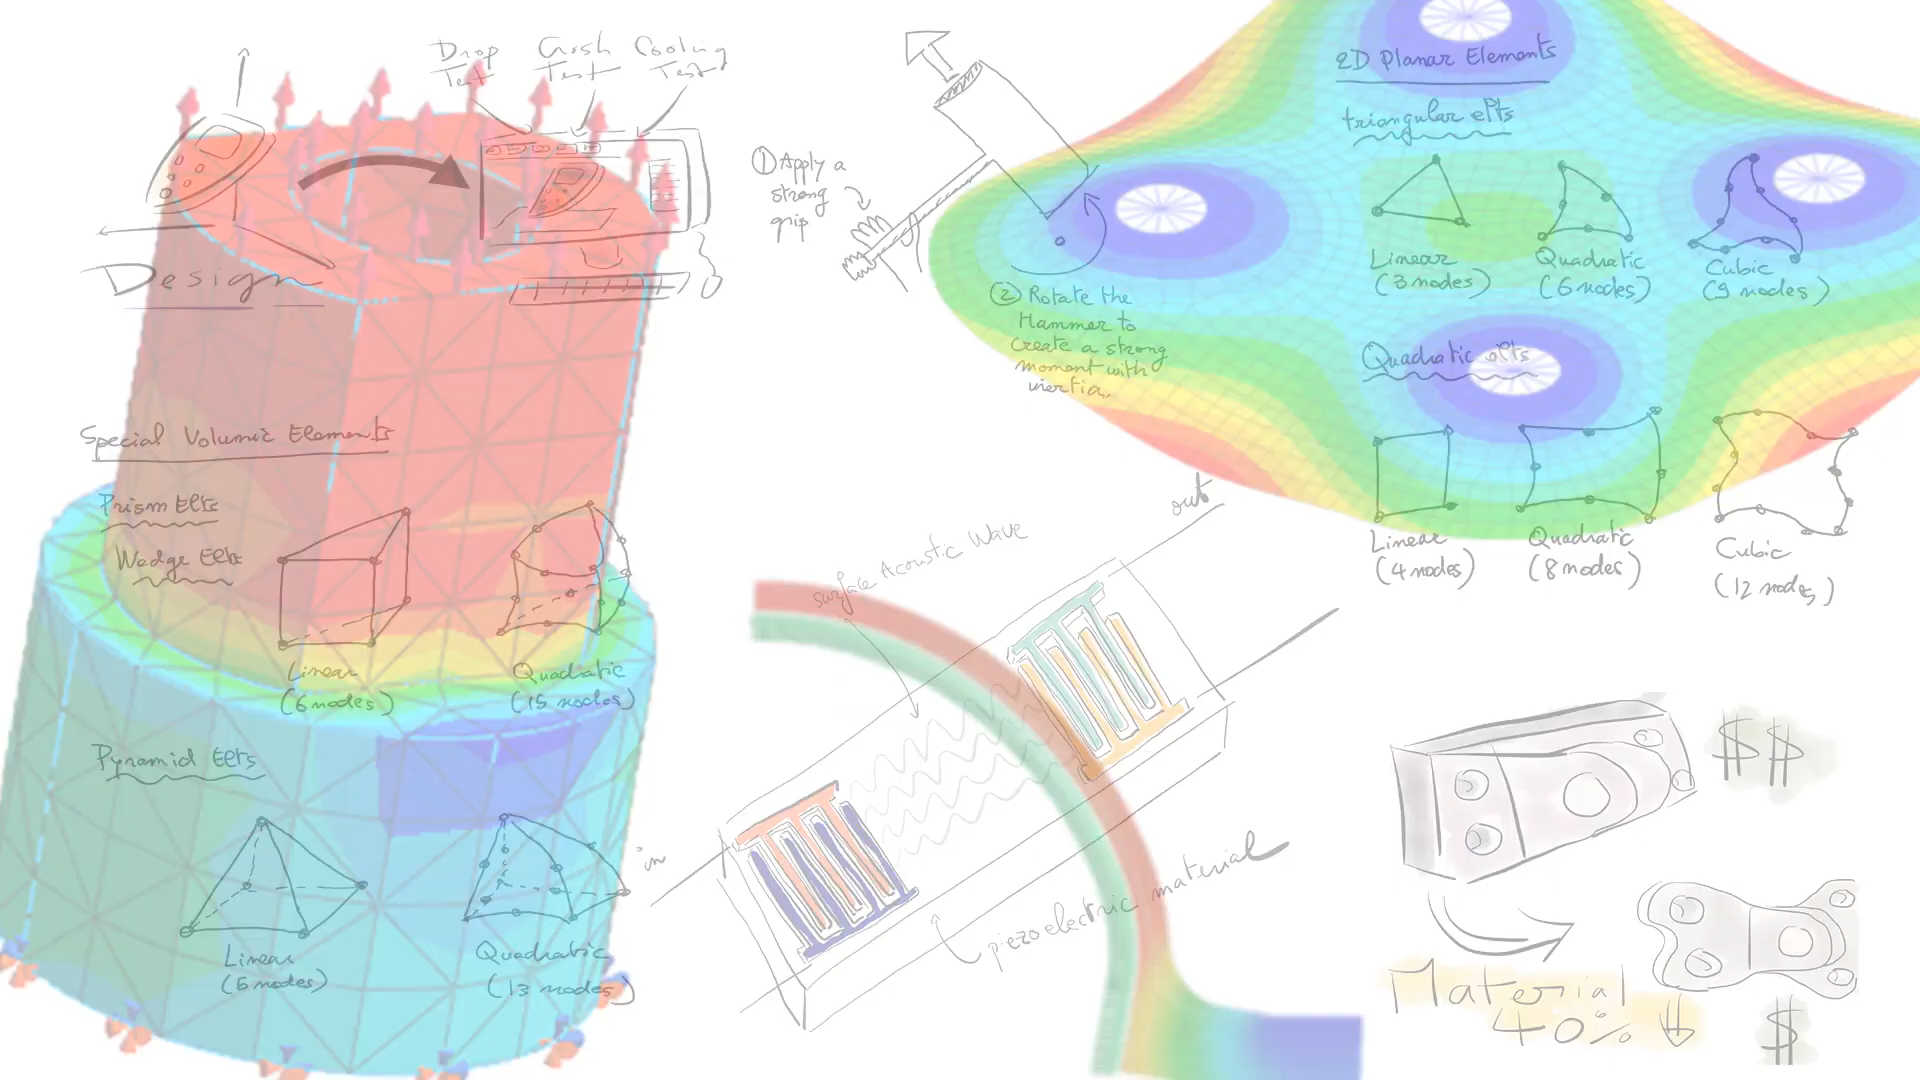 Drop Test
Crash Test
Cooling Test
Design
① Apply a
strong
grip
② Rotate the
Hammer to
create a strong
moment with
inertia.
2D Planar Elements
triangular elts
Linear
(3 nodes)
Quadratic
(6 nodes)
Cubic
(9 nodes)
Quadratic elts
Linear
(4 nodes)
Quadratic
(8 nodes)
Cubic
(12 nodes)
Special Volumic Elements
Prism Elts
Wedge Elts
Linear
(6 nodes)
Quadratic
(15 nodes)
Pyramid Elts
Linear
(5 nodes)
Quadratic
(13 nodes)
surface Acoustic Wave
out
in
piezoelectric material
$$
Material
40% ↓
$